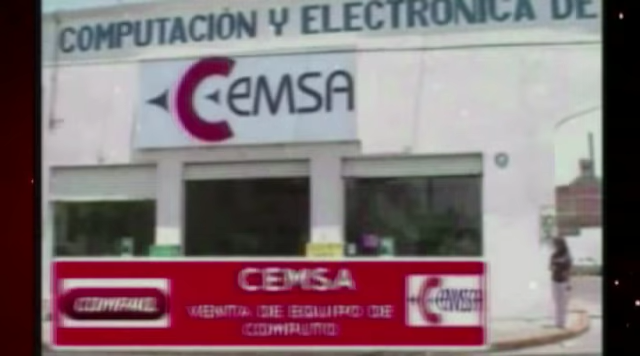 COMPUTACIÓN Y ELECTRÓNICA DE
CEMSA
CEMSA
VENTA DE EQUIPO DE
COMPUTO
CEMSA